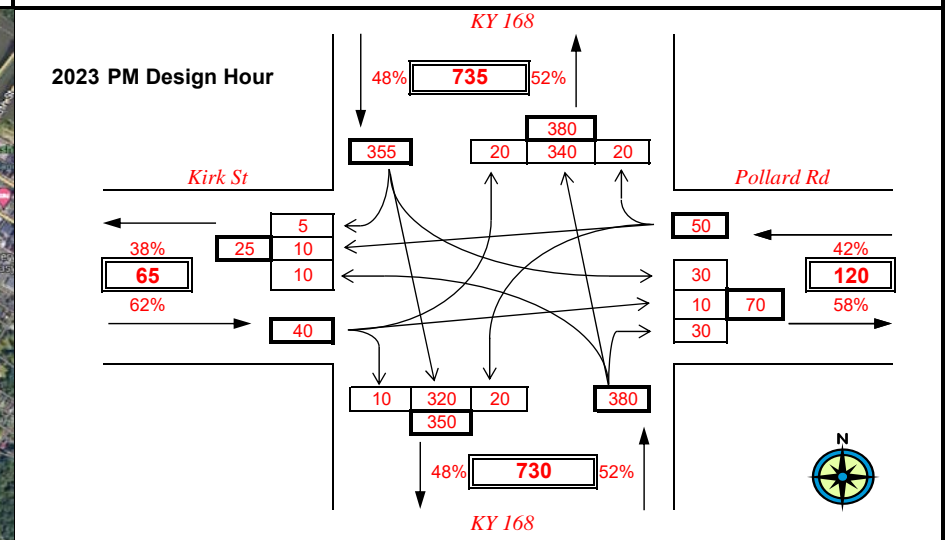 KY 168
2023 PM Design Hour
48% 735 52%
380
355 20 340 20
Kirk St Pollard Rd
5 50
38% 25 10 42%
65 10 30 120
62% 10 70 58%
40 30
10 320 20 380
350
48% 730 52%
N
KY 168